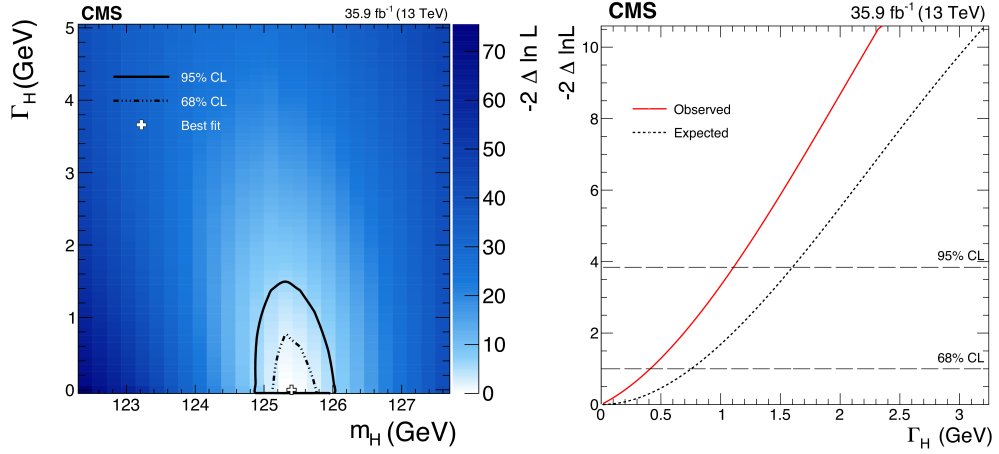 CMS 35.9 fb⁻¹ (13 TeV)
Γ_H (GeV)
5
4
3
2
1
0
95% CL
68% CL
Best fit
123 124 125 126 127
m_H (GeV)
70
60
50
40
30
20
10
0
-2 Δ ln L
CMS 35.9 fb⁻¹ (13 TeV)
-2 Δ lnL
10
8
6
4
2
0
Observed
Expected
95% CL
68% CL
0 0.5 1 1.5 2 2.5 3
Γ_H (GeV)